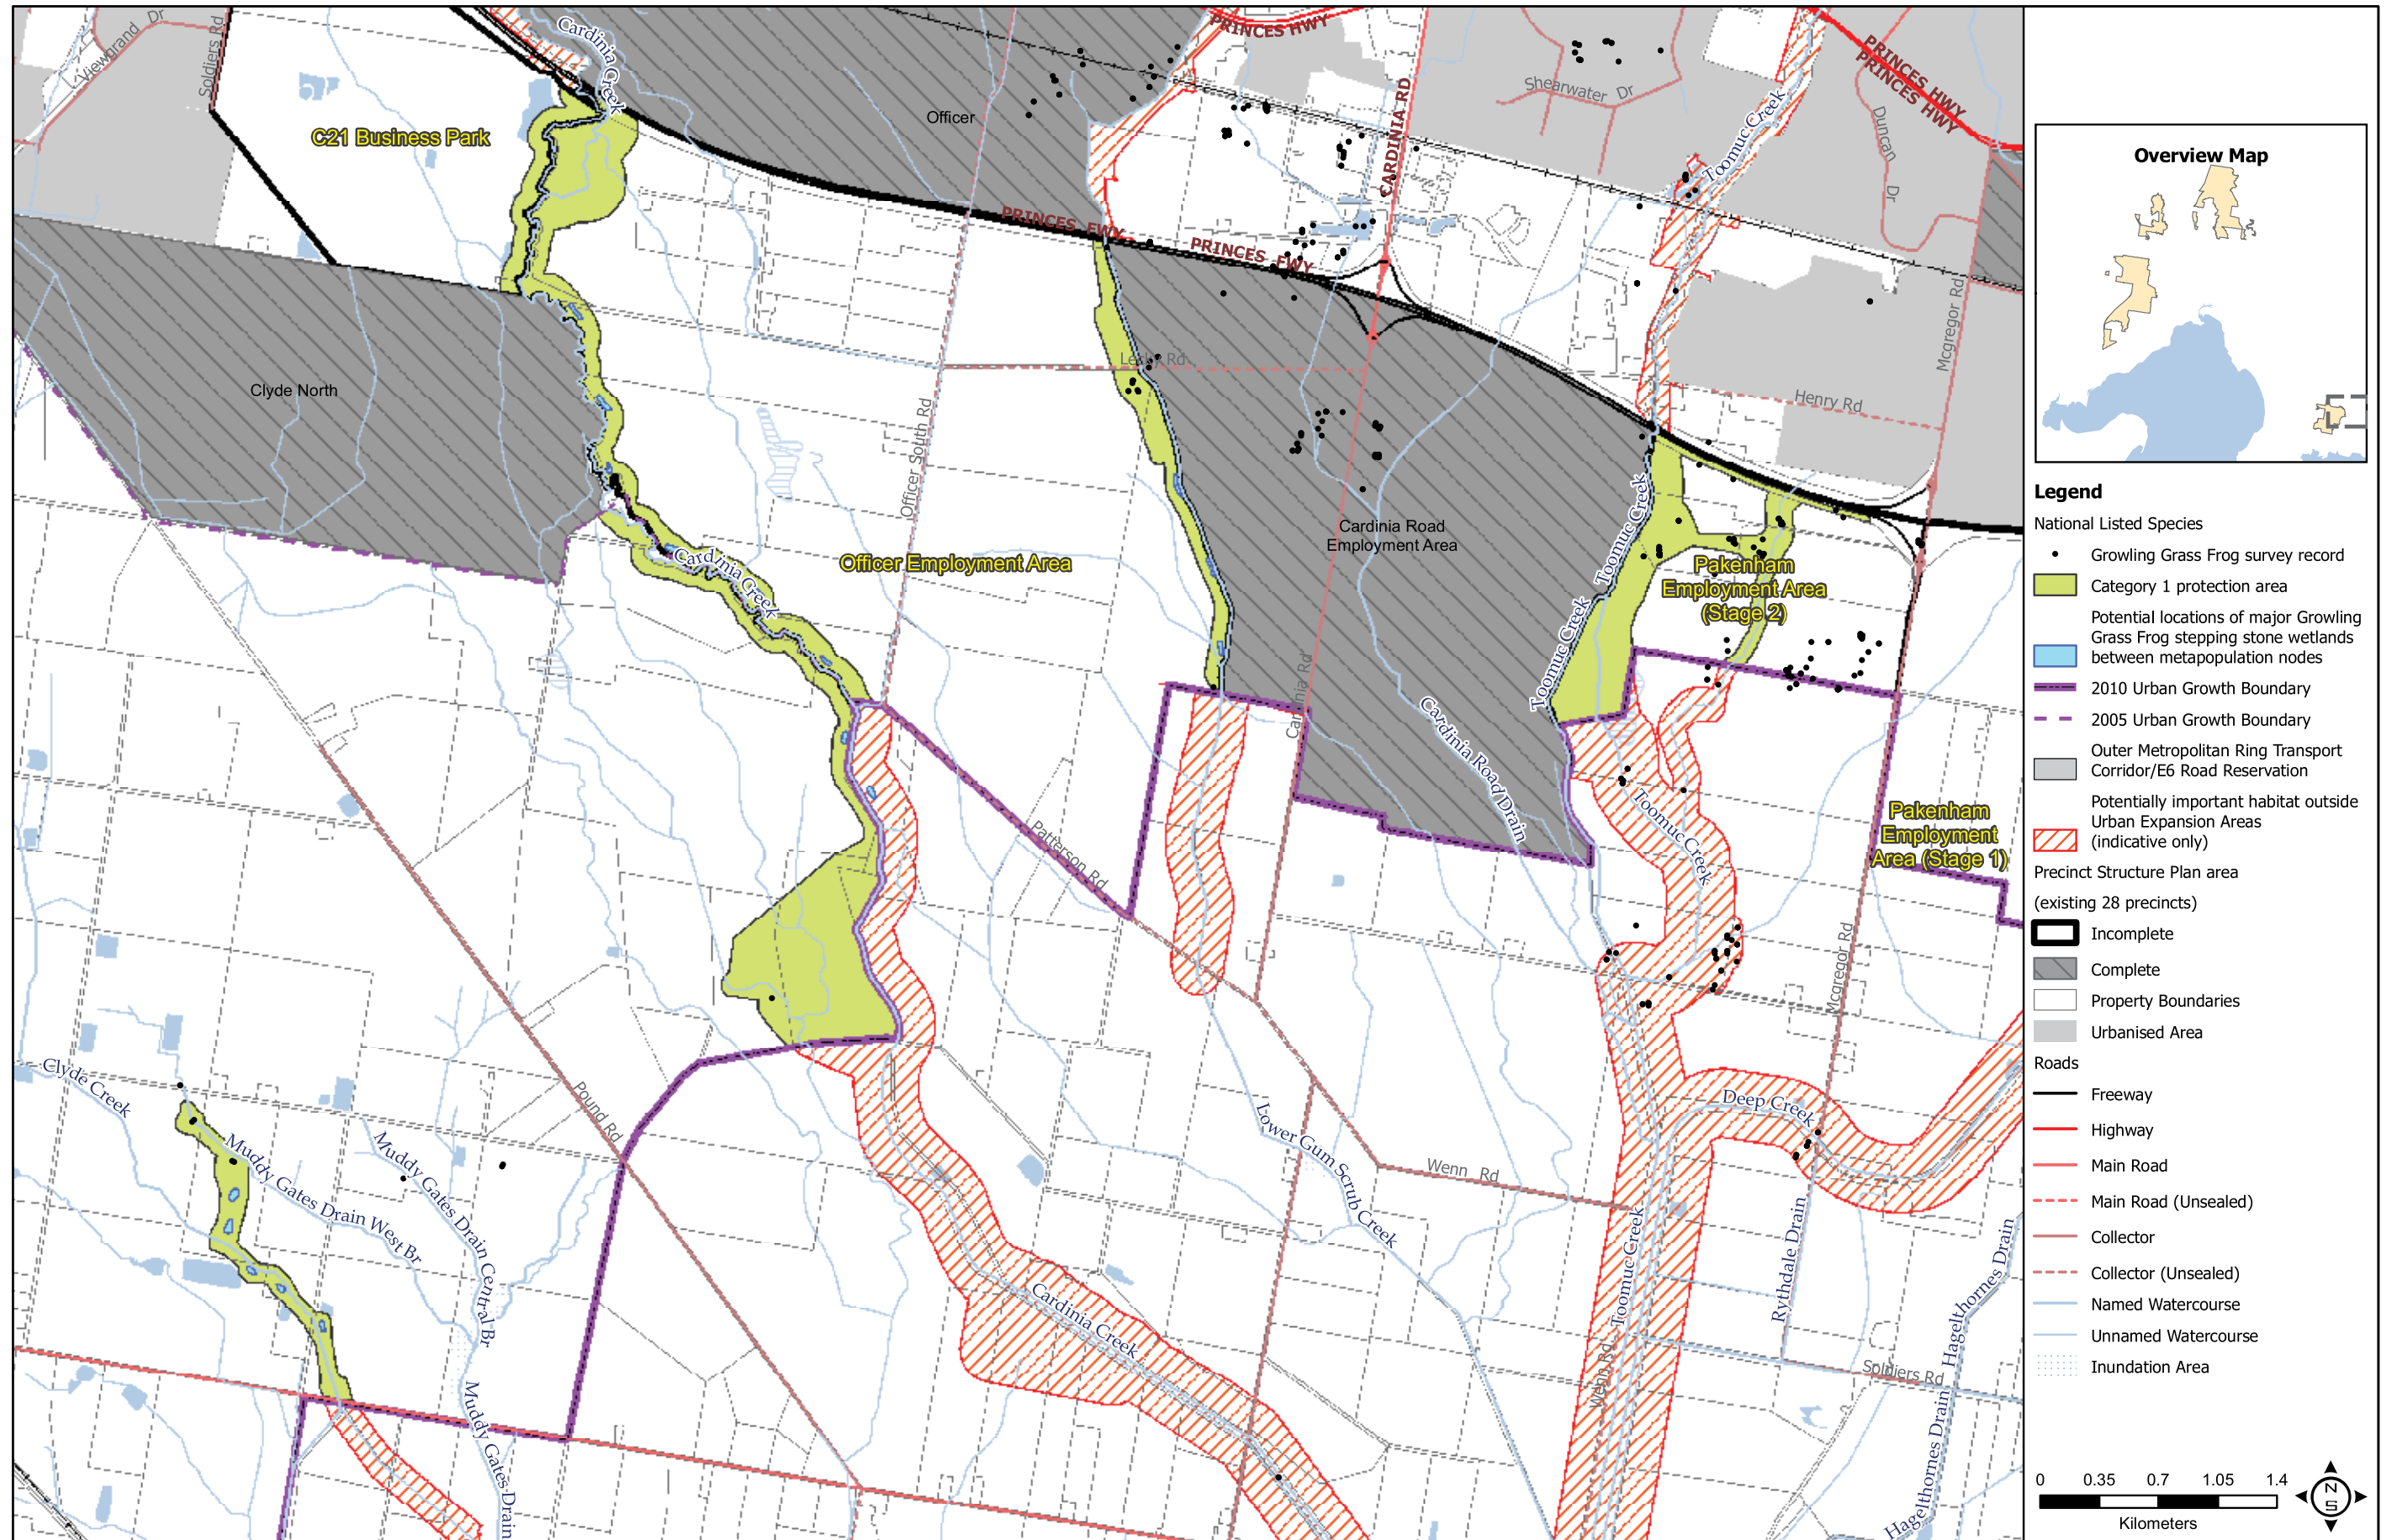 Viewgrand Dr
Soldiers Rd
C21 Business Park
Cardinia Creek
Officer
PRINCES HWY
CARDINIA RD
Shearwater Dr
Toomuc Creek
PRINCES HWY
PRINCES HWY
Duncan Dr
Mcgregor Rd
PRINCES FWY
PRINCES FWY
Clyde North
Officer South Rd
Henry Rd
Cardinia Road
Employment Area
Toomuc Creek
Officer Employment Area
Cardinia Creek
Pakenham
Employment Area
(Stage 2)
Toomuc Creek
Cardinia Rd
Cardinia Road Drain
Toomuc Creek
Patterson Rd
Pakenham
Employment
Area (Stage 1)
Mcgregor Rd
Clyde Creek
Pound Rd
Muddy Gates Drain West Br
Muddy Gates Drain Central Br
Lower Gum Scrub Creek
Wenn Rd
Deep Creek
Cardinia Creek
Toomuc Creek
Wenn Rd
Rythdale Drain
Soldiers Rd
Hagelthornes Drain
Hagelthornes Drain
Muddy Gates Drain
Overview Map
Legend
National Listed Species
Growling Grass Frog survey record
Category 1 protection area
Potential locations of major Growling
Grass Frog stepping stone wetlands
between metapopulation nodes
2010 Urban Growth Boundary
2005 Urban Growth Boundary
Outer Metropolitan Ring Transport
Corridor/E6 Road Reservation
Potentially important habitat outside
Urban Expansion Areas
(indicative only)
Precinct Structure Plan area
(existing 28 precincts)
Incomplete
Complete
Property Boundaries
Urbanised Area
Roads
Freeway
Highway
Main Road
Main Road (Unsealed)
Collector
Collector (Unsealed)
Named Watercourse
Unnamed Watercourse
Inundation Area
0 0.35 0.7 1.05 1.4
Kilometers
N
S